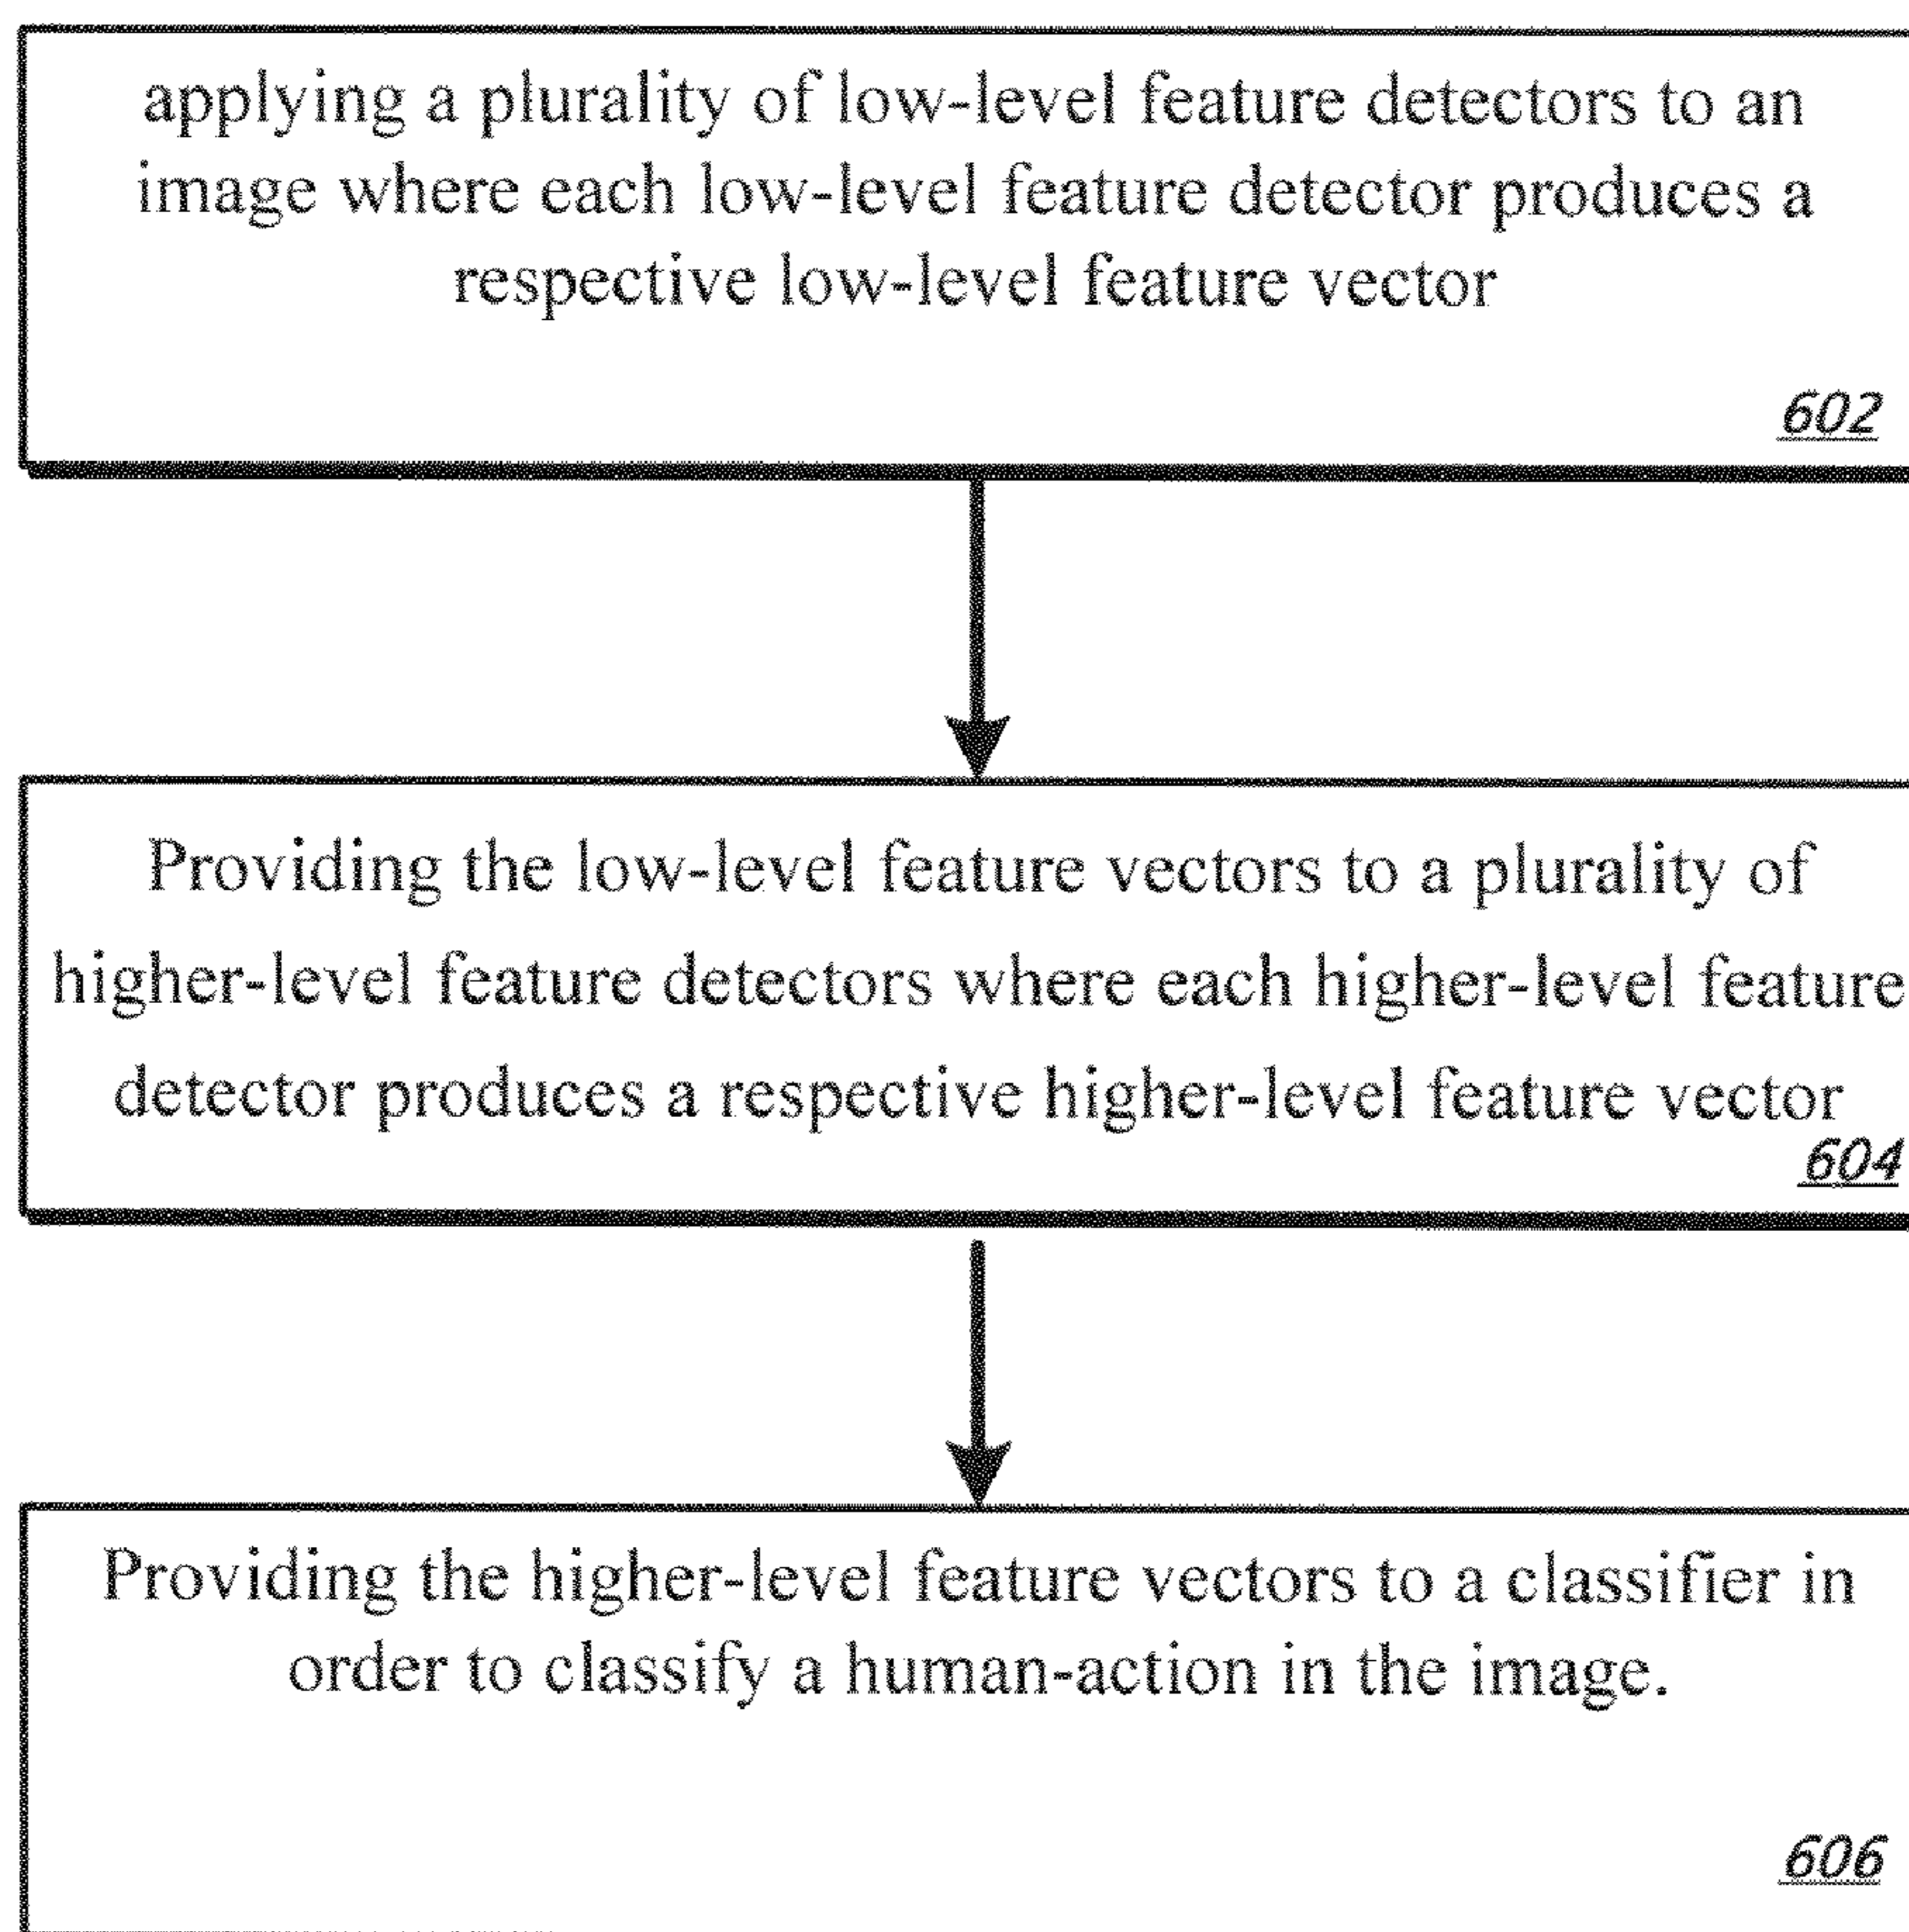 applying a plurality of low-level feature detectors to an
image where each low-level feature detector produces a
respective low-level feature vector
602
Providing the low-level feature vectors to a plurality of
higher-level feature detectors where each higher-level feature
detector produces a respective higher-level feature vector
604
Providing the higher-level feature vectors to a classifier in
order to classify a human-action in the image.
606